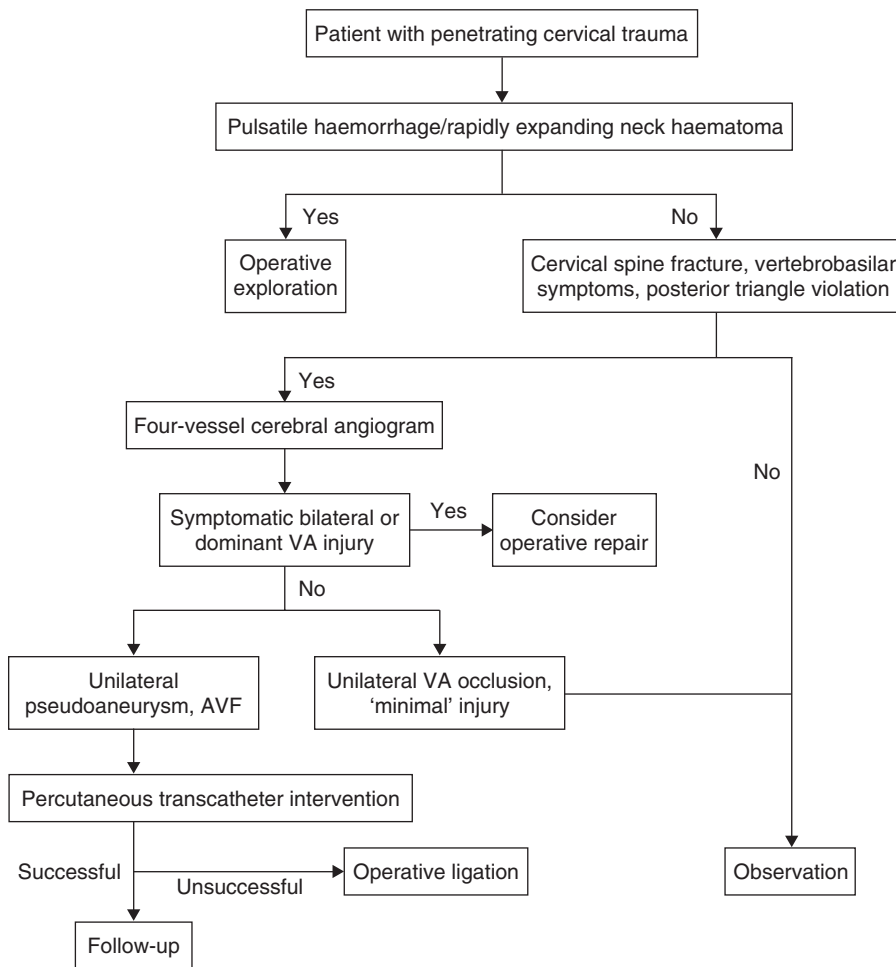 Patient with penetrating cervical trauma
Pulsatile haemorrhage/rapidly expanding neck haematoma
Yes
No
Operative
exploration
Cervical spine fracture, vertebrobasilar
symptoms, posterior triangle violation
Yes
Four-vessel cerebral angiogram
No
Symptomatic bilateral or
dominant VA injury
Yes
Consider
operative repair
No
Unilateral
pseudoaneurysm, AVF
Unilateral VA occlusion,
‘minimal’ injury
Percutaneous transcatheter intervention
Successful
Unsuccessful
Operative ligation
Observation
Follow-up